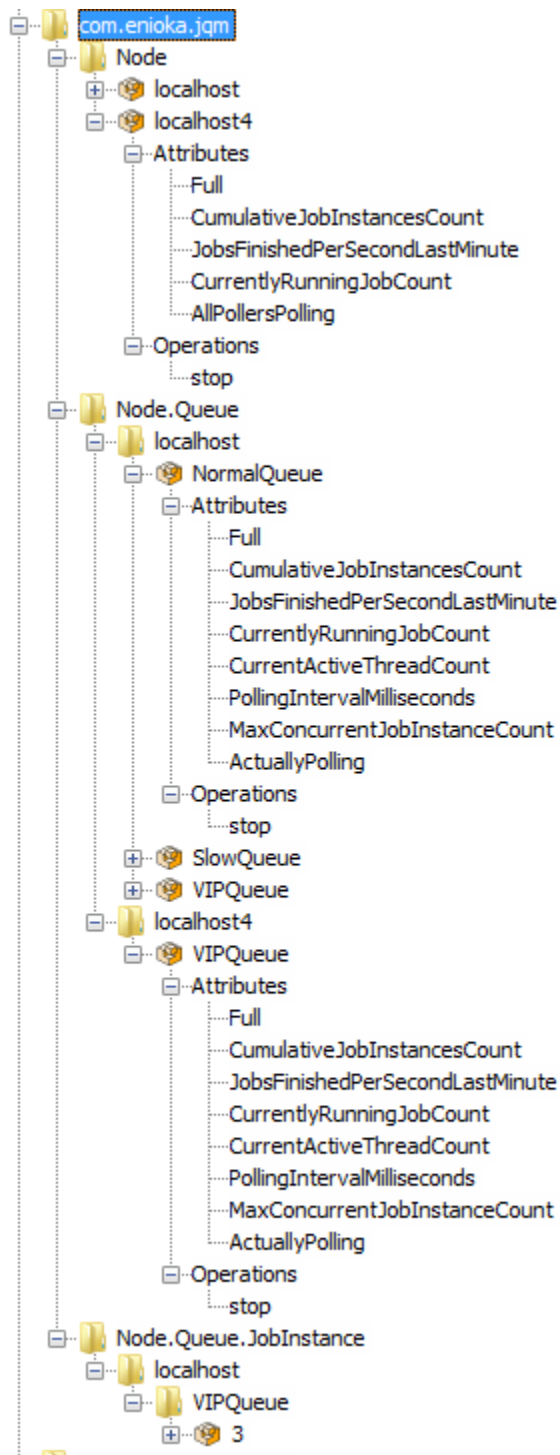 com.enioka.jqm
Node
localhost
localhost4
Attributes
Full
CumulativeJobInstancesCount
JobsFinishedPerSecondLastMinute
CurrentlyRunningJobCount
AllPollersPolling
Operations
stop
Node.Queue
localhost
NormalQueue
Attributes
Full
CumulativeJobInstancesCount
JobsFinishedPerSecondLastMinute
CurrentlyRunningJobCount
CurrentActiveThreadCount
PollingIntervalMilliseconds
MaxConcurrentJobInstanceCount
ActuallyPolling
Operations
stop
SlowQueue
VIPQueue
localhost4
VIPQueue
Attributes
Full
CumulativeJobInstancesCount
JobsFinishedPerSecondLastMinute
CurrentlyRunningJobCount
CurrentActiveThreadCount
PollingIntervalMilliseconds
MaxConcurrentJobInstanceCount
ActuallyPolling
Operations
stop
Node.Queue.JobInstance
localhost
VIPQueue
3